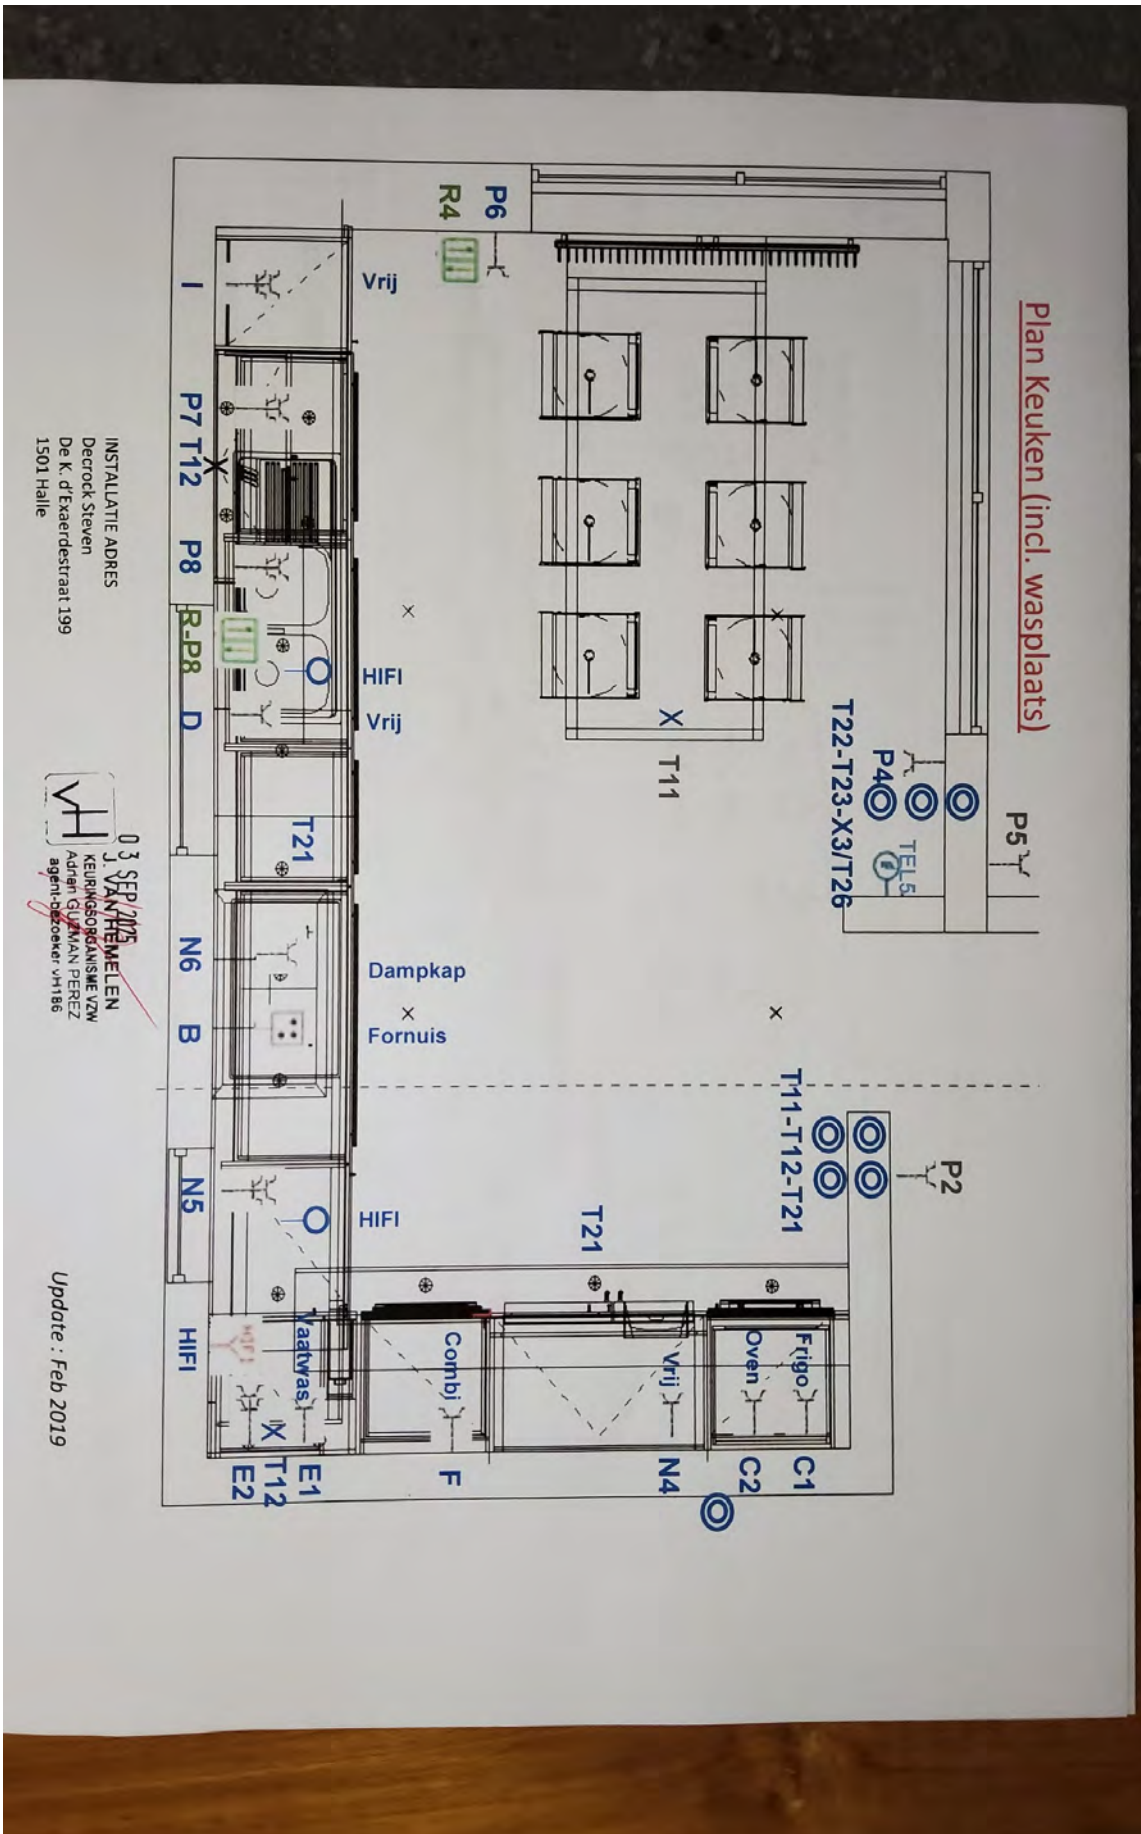 Plan Keuken (incl. wasplaats)
P5
P4
TEL5
T22-T23-X3/T26
P2
T11-T12-T21
T11
P6
R4
Vrij
HIFI
Vrij
Dampkap
Fornuis
HIFI
T21
T21
Frigo
Oven
Vrij
Combi
Vaatwas
HIFI
C1
C2
N4
F
E1
T12
E2
I
P7 T12
P8
R-P8
D
N6
B
N5
HIFI
INSTALLATIE ADRES
Decrock Steven
De K. d'Exaerdestraat 199
1501 Halle
03 SEP 2025
vH
J. VAN HEMELEN
KEURINGSORGANISME VZW
Adrian GUZMAN PEREZ
agent-bezoeker vH186
Update : Feb 2019